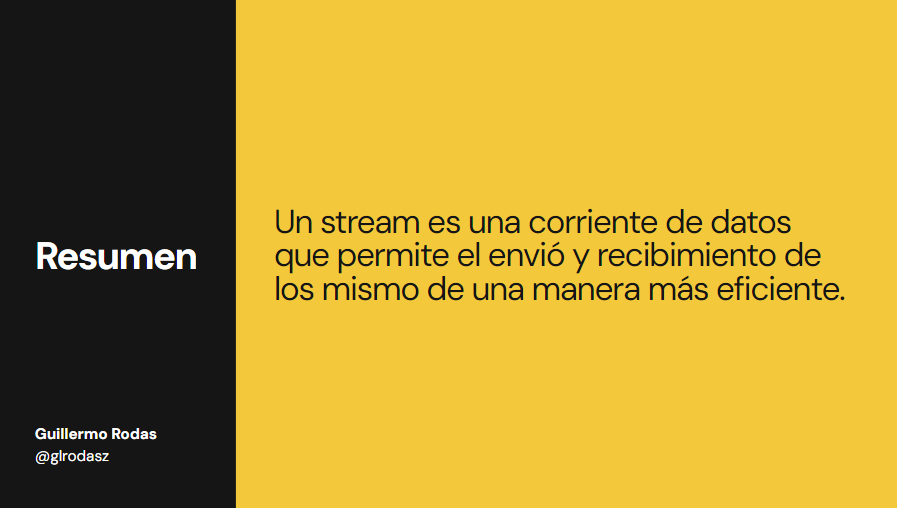 Resumen
Guillermo Rodas
@glrodasz
Un stream es una corriente de datos
que permite el envió y recibimiento de
los mismo de una manera más eficiente.